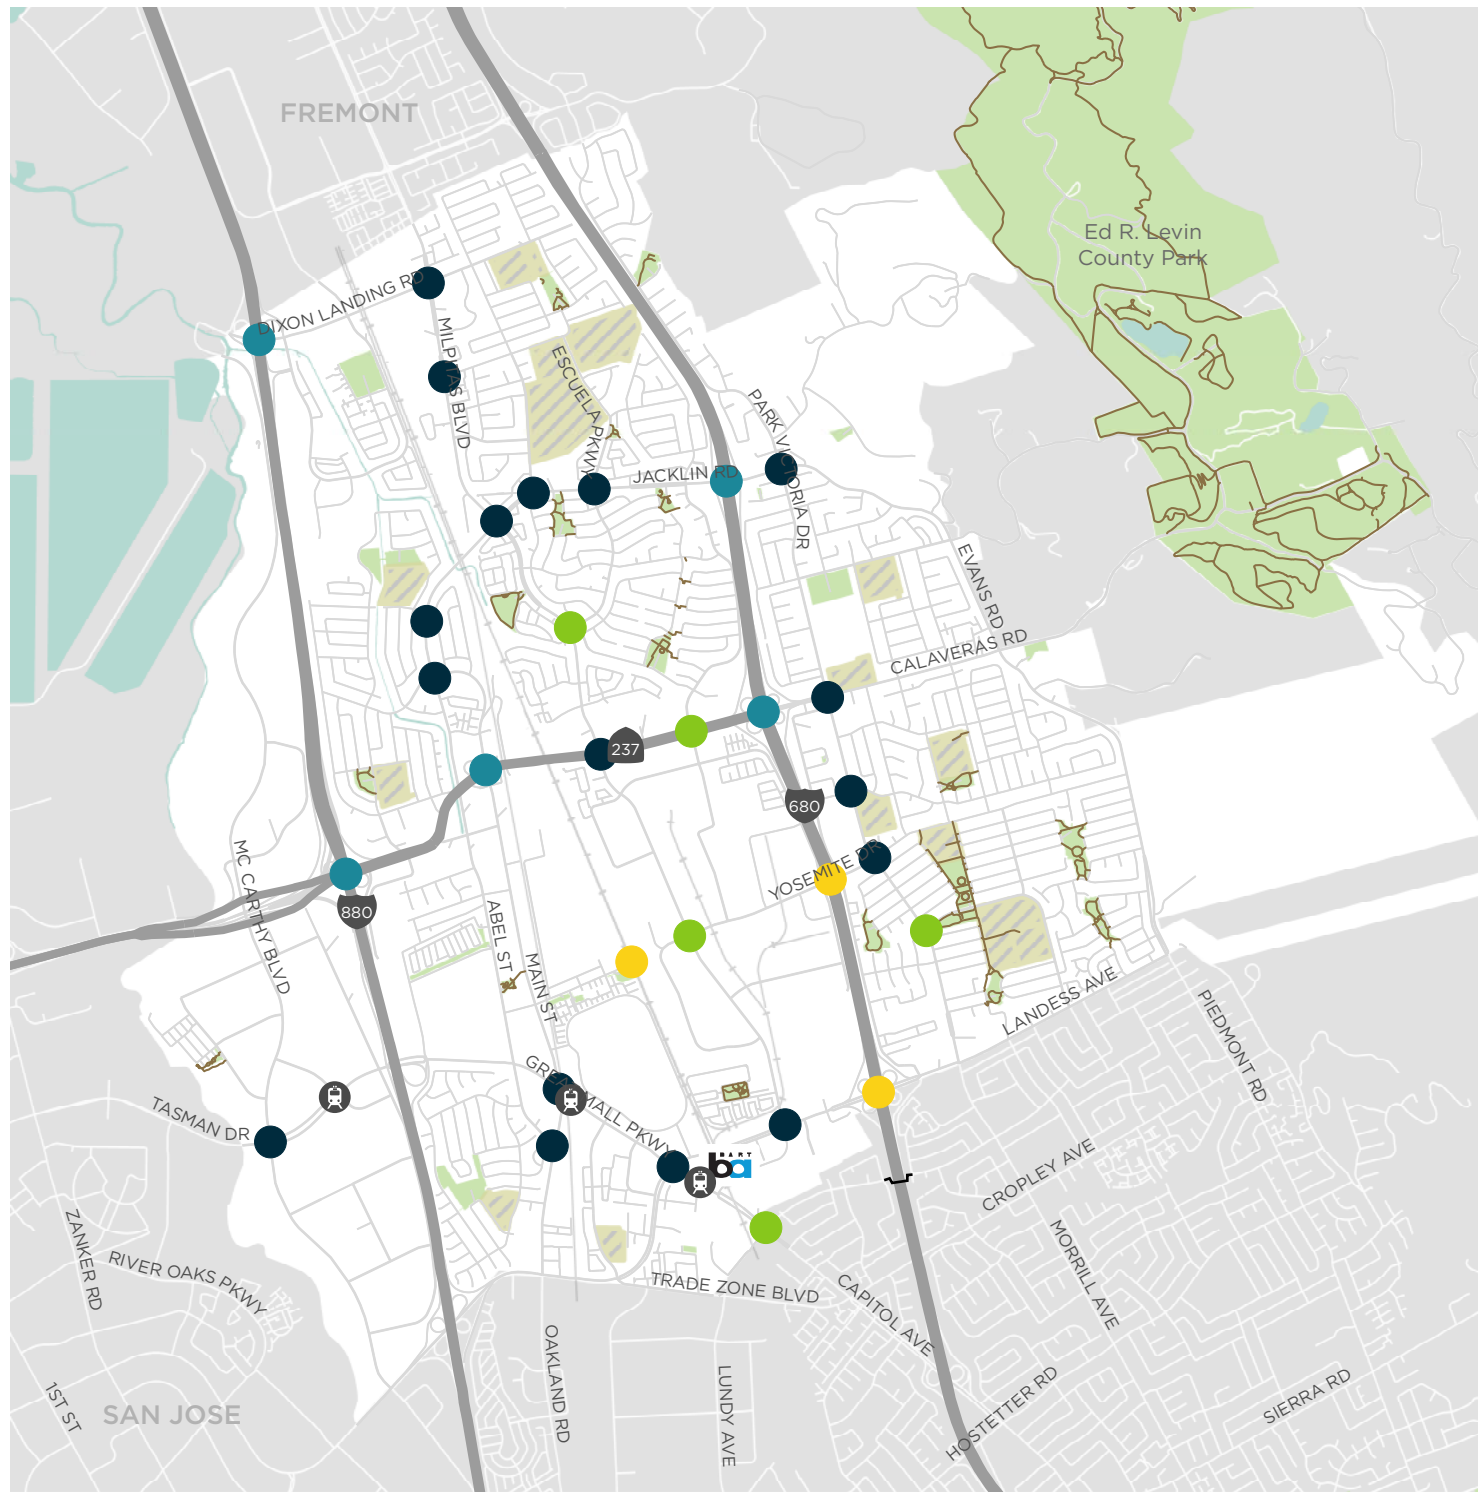 FREMONT
Ed R. Levin
County Park
DIXON LANDING RD
MILPITAS BLVD
ESCUELA PKWY
PARK VICTORIA DR
JACKLIN RD
EVANS RD
CALAVERAS RD
237
680
YOSEMITE DR
MC CARTHY BLVD
880
ABEL ST
MAIN ST
LANDESS AVE
PIEDMONT RD
GREAT MALL PKWY
TASMAN DR
BART
ba
CROPLEY AVE
ZANKER RD
RIVER OAKS PKWY
MORRILL AVE
TRADE ZONE BLVD
CAPITOL AVE
OAKLAND RD
LUNDY AVE
HOSTETTER RD
SIERRA RD
1ST ST
SAN JOSE